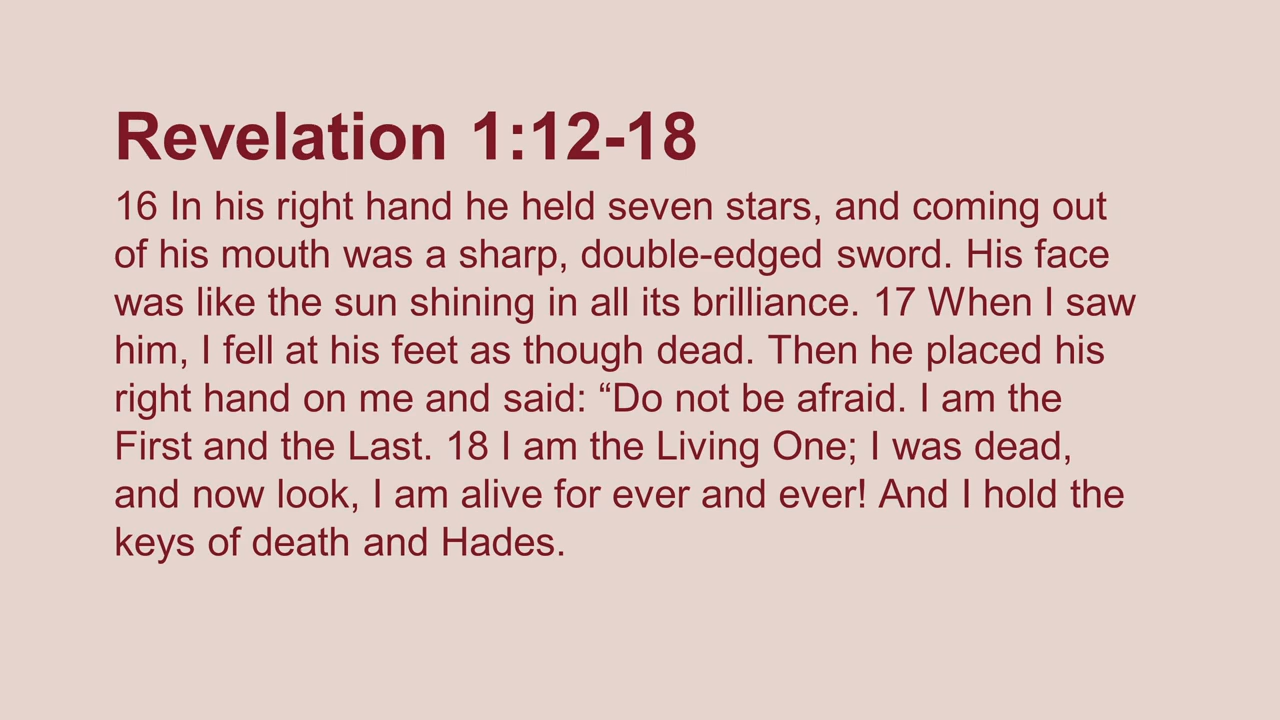 Revelation 1:12-18
16 In his right hand he held seven stars, and coming out
of his mouth was a sharp, double-edged sword. His face
was like the sun shining in all its brilliance. 17 When I saw
him, I fell at his feet as though dead. Then he placed his
right hand on me and said: “Do not be afraid. I am the
First and the Last. 18 I am the Living One; I was dead,
and now look, I am alive for ever and ever! And I hold the
keys of death and Hades.